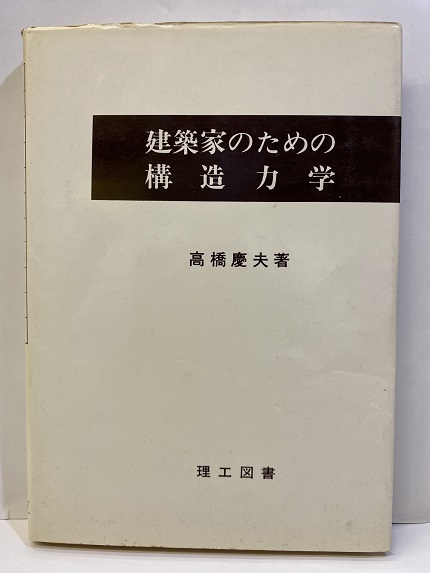 建築家のための
構造力学
高橋慶夫著
理工図書